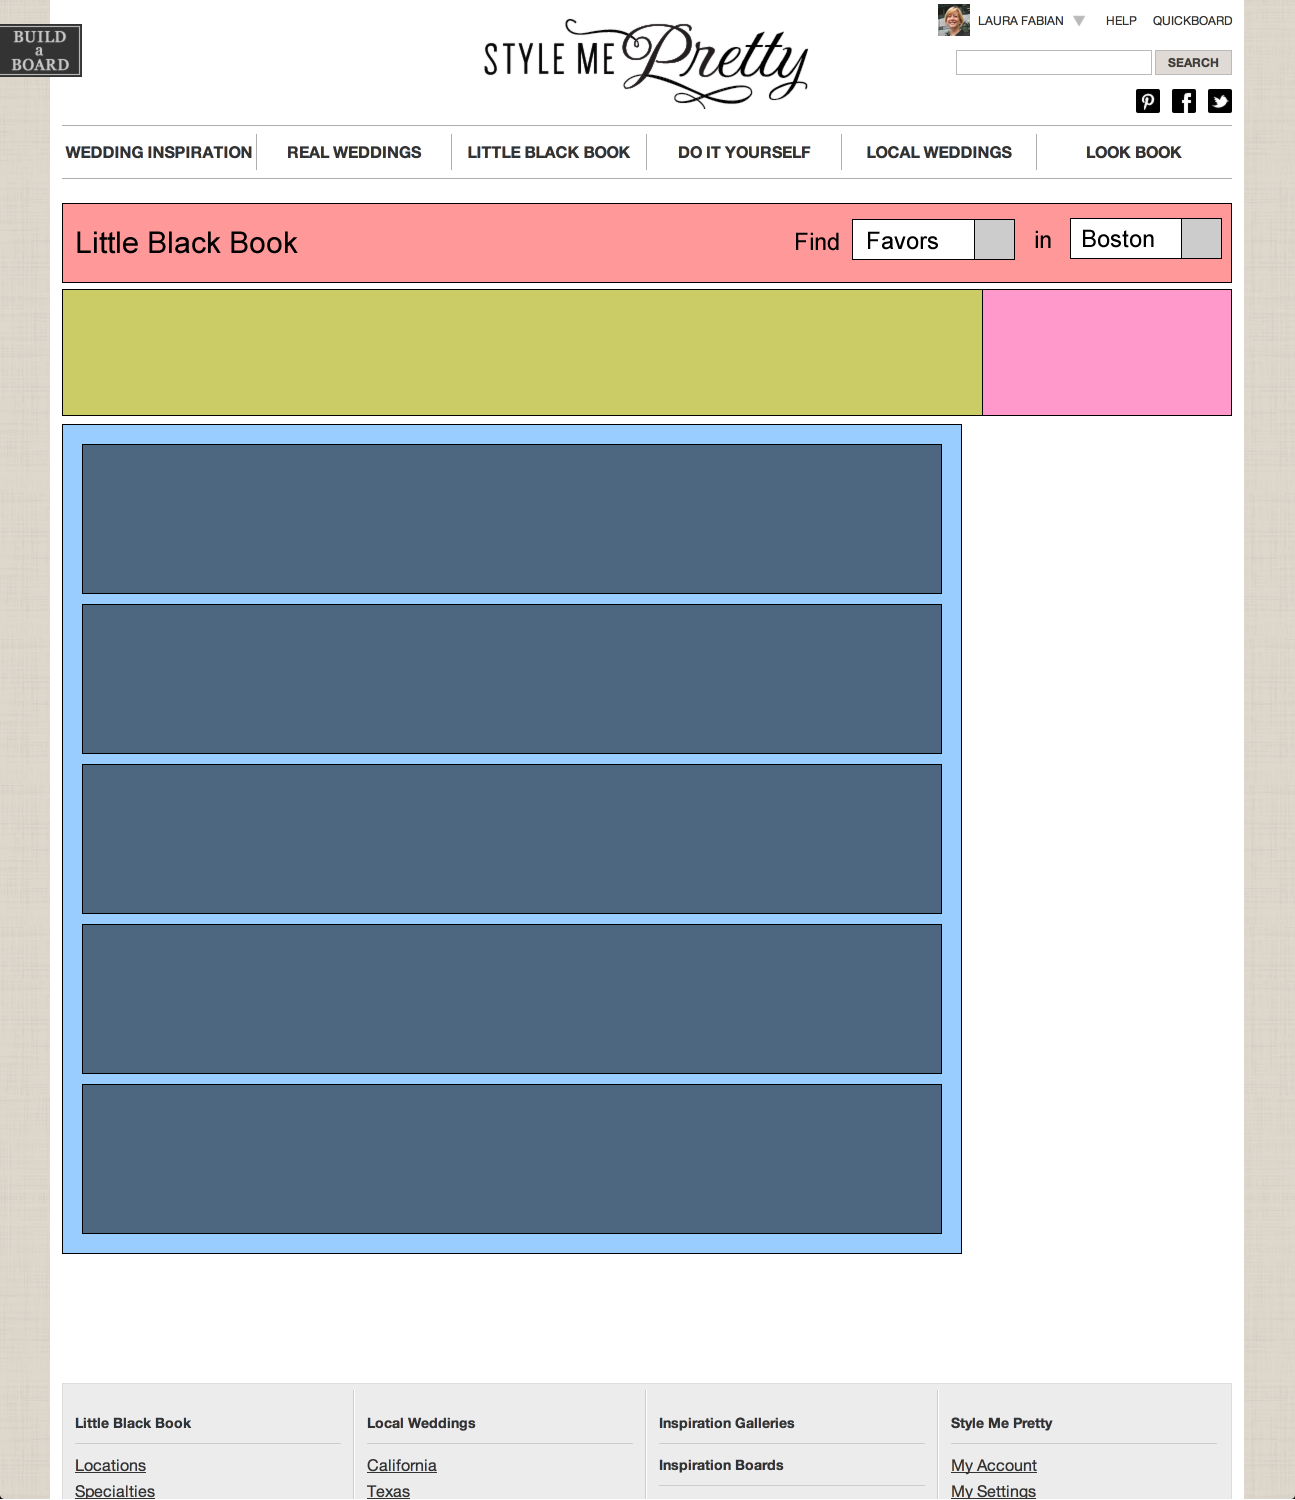 BUILD
a
BOARD
STYLE ME Pretty
LAURA FABIAN HELP QUICKBOARD
SEARCH
WEDDING INSPIRATION REAL WEDDINGS LITTLE BLACK BOOK DO IT YOURSELF LOCAL WEDDINGS LOOK BOOK
Little Black Book Find Favors in Boston
Little Black Book
Locations
Specialties
Local Weddings
California
Texas
Inspiration Galleries
Inspiration Boards
Style Me Pretty
My Account
My Settings